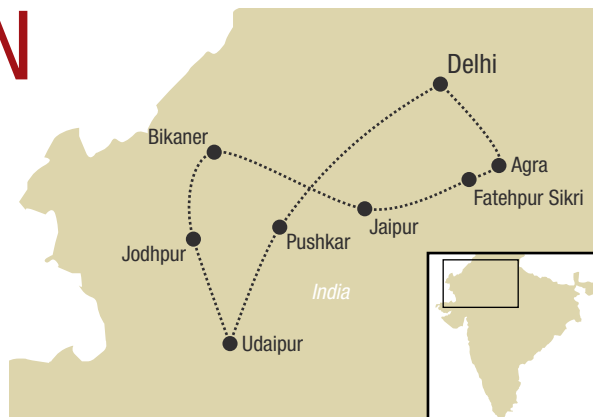 N
Delhi
Bikaner
Agra
Fatehpur Sikri
Jaipur
Pushkar
Jodhpur
India
Udaipur